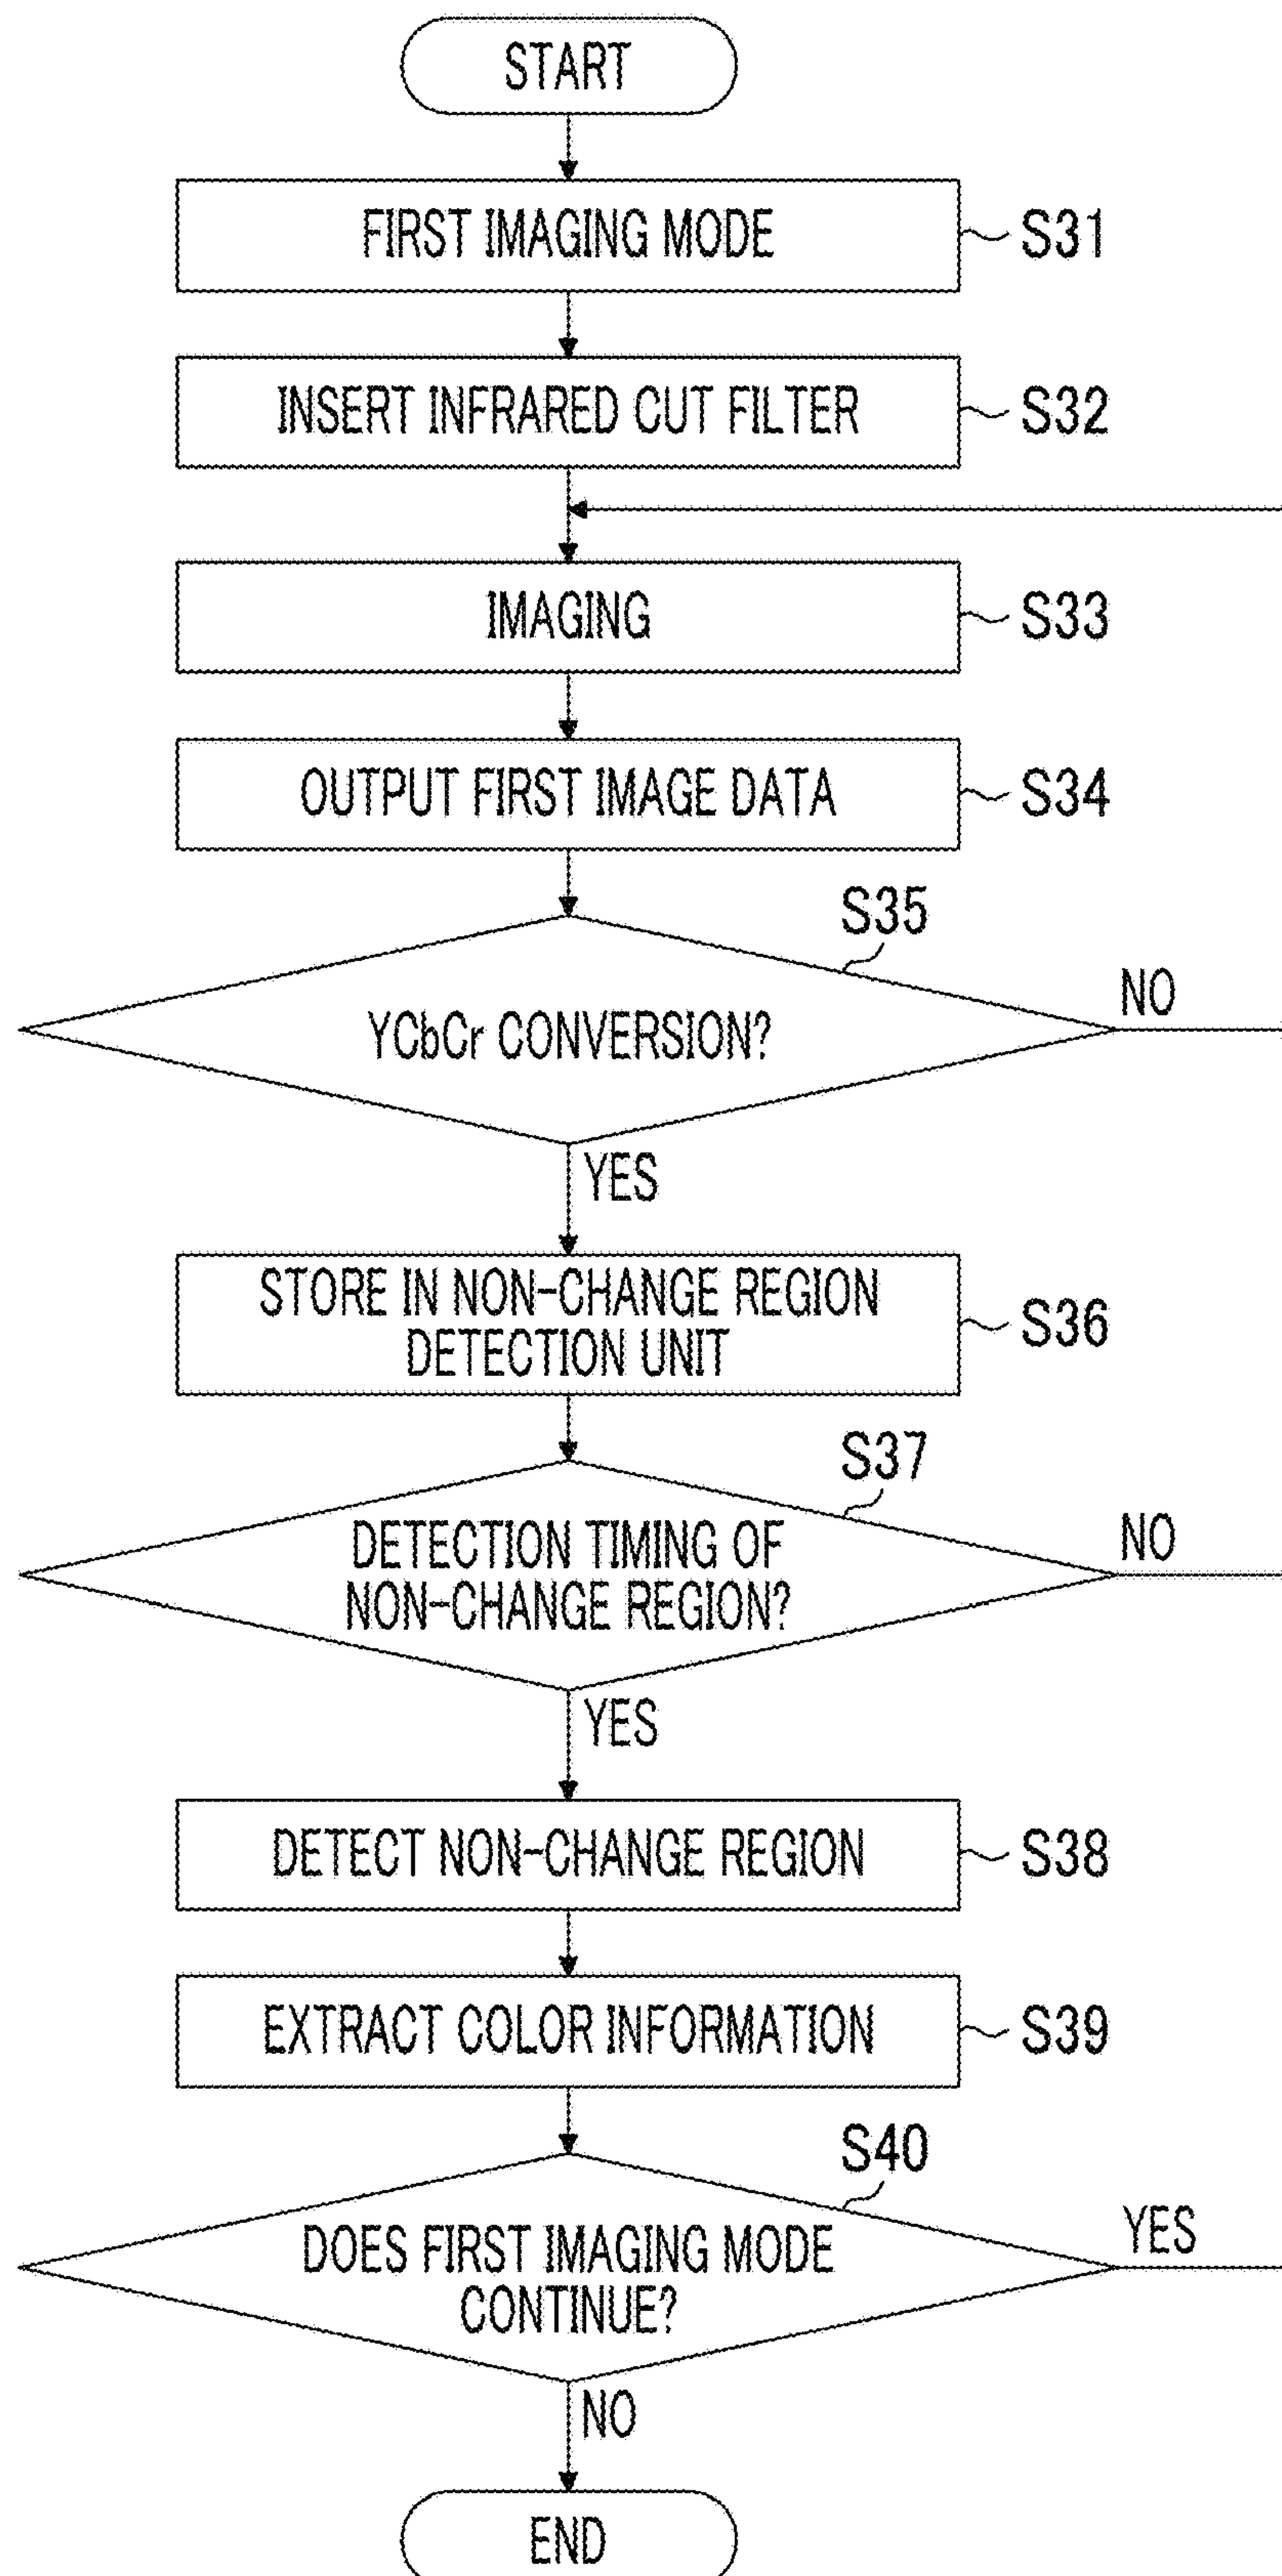 START
FIRST IMAGING MODE
S31
INSERT INFRARED CUT FILTER
S32
IMAGING
S33
OUTPUT FIRST IMAGE DATA
S34
S35
YCbCr CONVERSION?
NO
YES
STORE IN NON-CHANGE REGION
DETECTION UNIT
S36
S37
DETECTION TIMING OF
NON-CHANGE REGION?
NO
YES
DETECT NON-CHANGE REGION
S38
EXTRACT COLOR INFORMATION
S39
S40
DOES FIRST IMAGING MODE
CONTINUE?
YES
NO
END